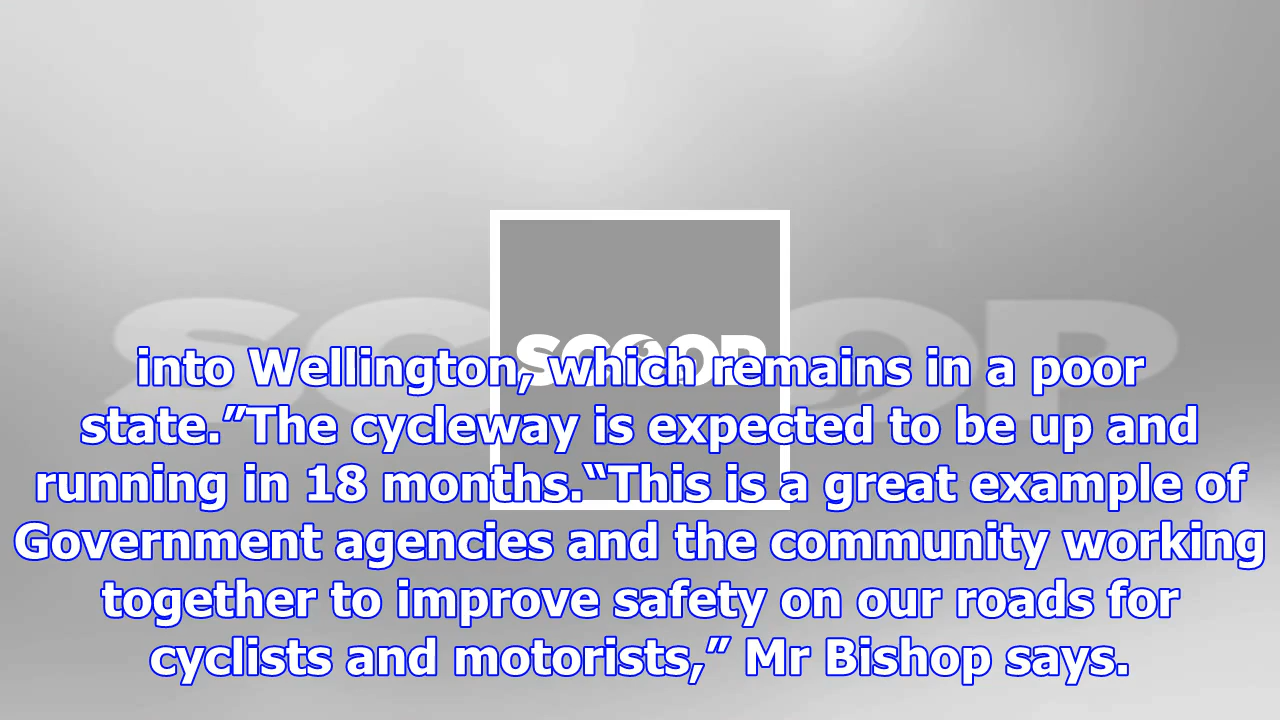 SCOOP
SCOOP
into Wellington, which remains in a poor
state.”The cycleway is expected to be up and
running in 18 months.“This is a great example of
Government agencies and the community working
together to improve safety on our roads for
cyclists and motorists,” Mr Bishop says.